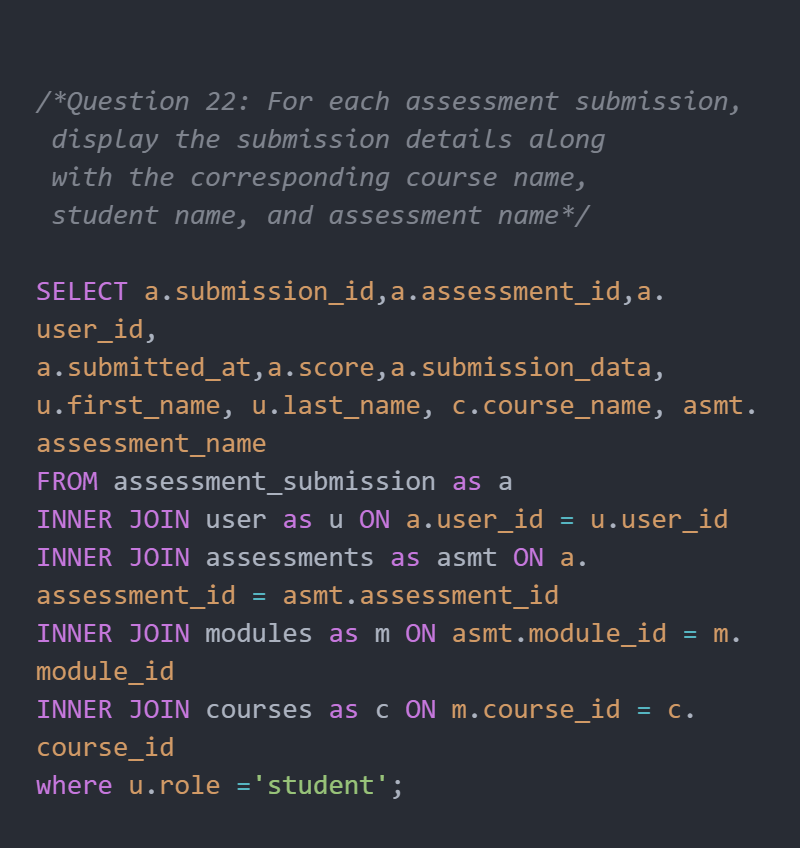 /*Question 22: For each assessment submission,
display the submission details along
with the corresponding course name,
student name, and assessment name*/
SELECT a.submission_id,a.assessment_id,a.
user_id,
a.submitted_at,a.score,a.submission_data,
u.first_name, u.last_name, c.course_name, asmt.
assessment_name
FROM assessment_submission as a
INNER JOIN user as u ON a.user_id = u.user_id
INNER JOIN assessments as asmt ON a.
assessment_id = asmt.assessment_id
INNER JOIN modules as m ON asmt.module_id = m.
module_id
INNER JOIN courses as c ON m.course_id = c.
course_id
where u.role ='student';